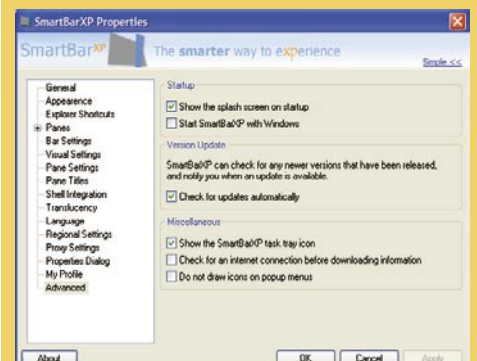 SmartBarXP Properties
SmartBarXP
The smarter way to experience
Simple <<
General
Appearence
Explorer Shortcuts
Panes
Bar Settings
Visual Settings
Pane Settings
Pane Titles
Shell Integration
Translucency
Language
Regional Settings
Proxy Settings
Properties Dialog
My Profile
Advanced
Startup
Show the splash screen on startup
Start SmartBarXP with Windows
Version Update
SmartBarXP can check for any newer versions that have been released,
and notify you when an update is available.
Check for updates automatically
Miscellaneous
Show the SmartBarXP task tray icon
Check for an internet connection before downloading information
Do not draw icons on popup menus
About
OK
Cancel
Apply